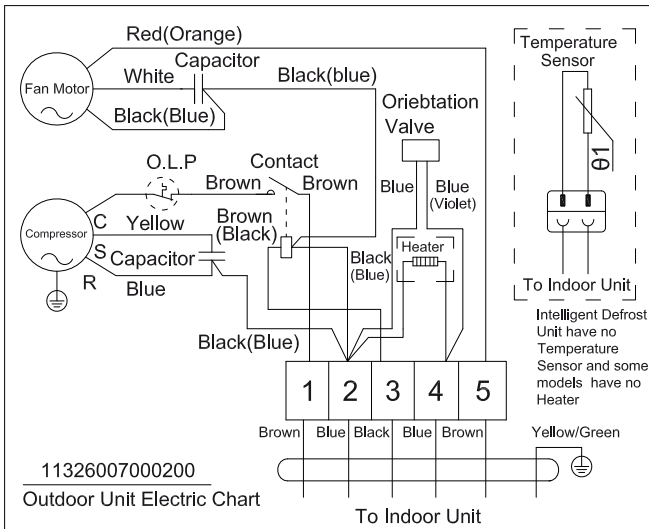 Red(Orange)
Capacitor
White
Black(blue)
Fan Motor
Black(Blue)
Oriebtation
Valve
Temperature
Sensor
θ1
O.L.P
Contact
Brown
Brown
Blue
Blue
(Violet)
C
Yellow
Brown
(Black)
Compressor
S
Capacitor
R
Blue
Black
(Blue)
Heater
Black(Blue)
To Indoor Unit
Intelligent Defrost
Unit have no
Temperature
Sensor and some
models have no
Heater
1 2 3 4 5
Brown Blue Black Blue Brown
Yellow/Green
11326007000200
Outdoor Unit Electric Chart
To Indoor Unit